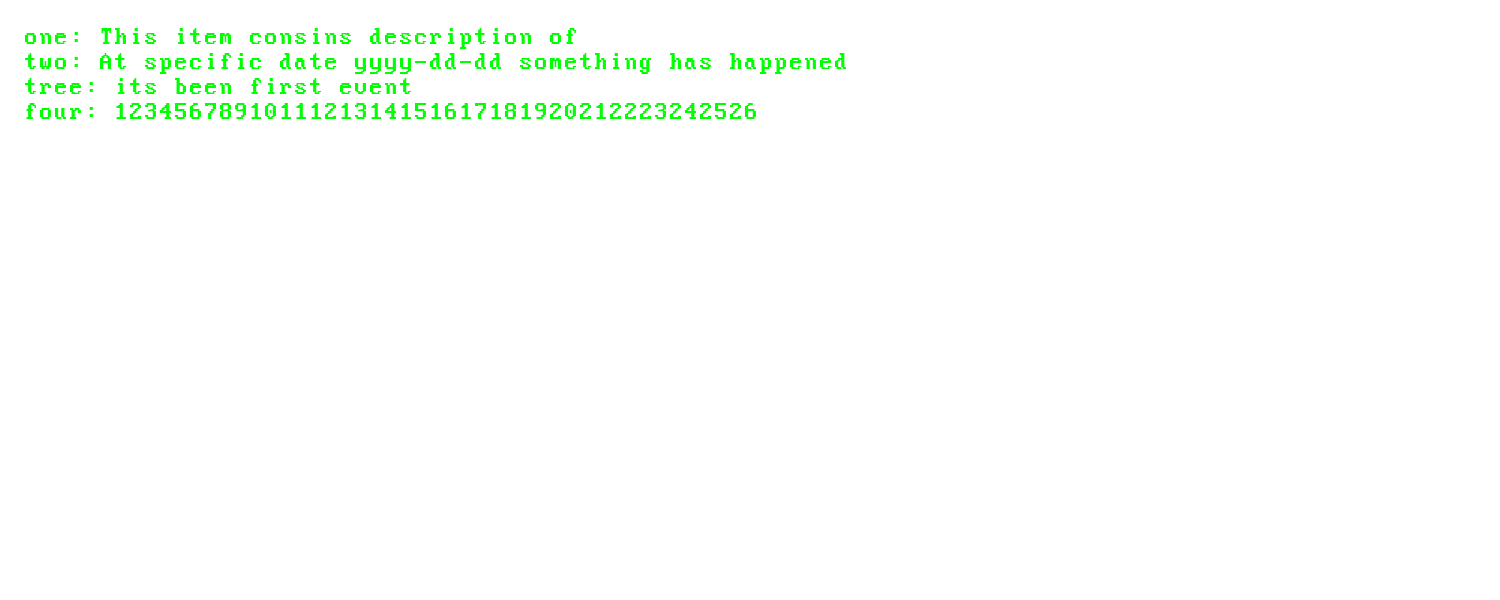 one: This item consins description of
two: At specific date yyyy-dd-dd something has happened
tree: its been first event
four: 1234567891011121314151617181920212223242526